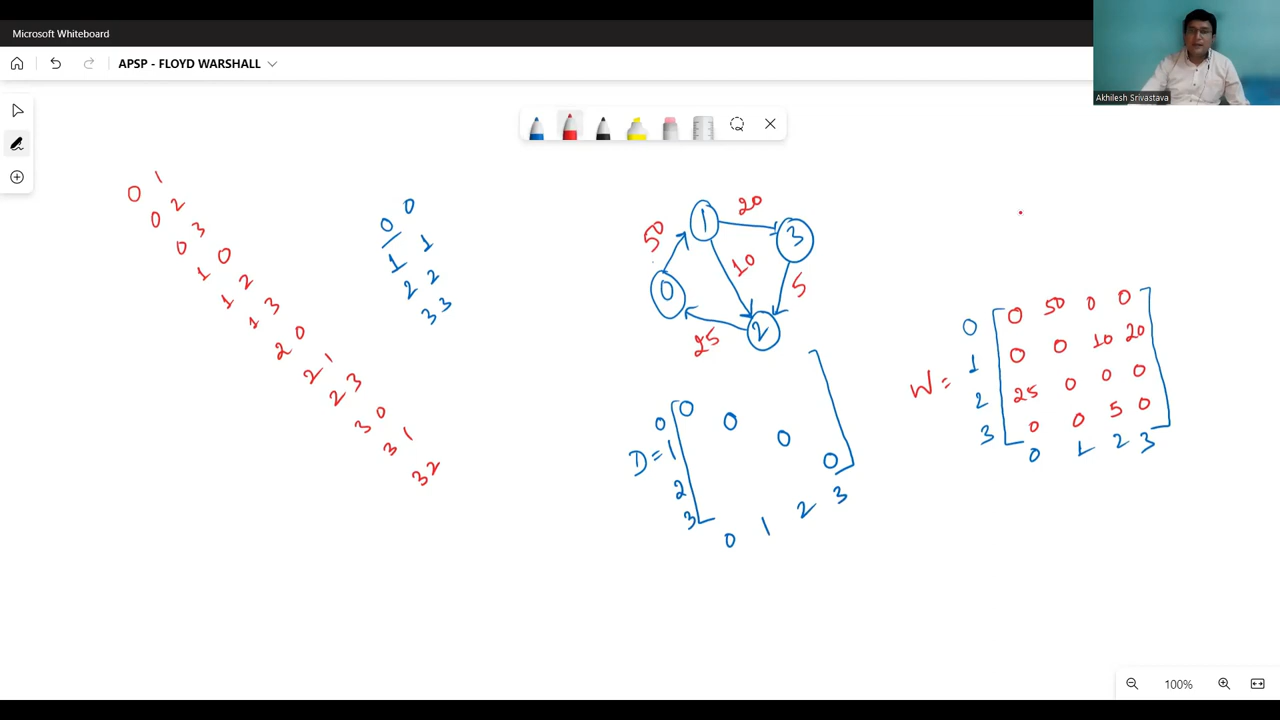 Microsoft Whiteboard
APSP - FLOYD WARSHALL
Akhilesh Srivastava
0 1
0 2
0 3
1 0
1 2
1 3
2 0
2 1
2 3
3 0
3 1
3 2
0 0
1 1
2 2
3 3
1
3
0
2
50
20
10
5
25
D =
0 0
1 0
2 0
3 0
0 1 2 3
W =
0 0 50 0 0
1 0 0 10 20
2 25 0 0 0
3 0 0 5 0
0 1 2 3
100%